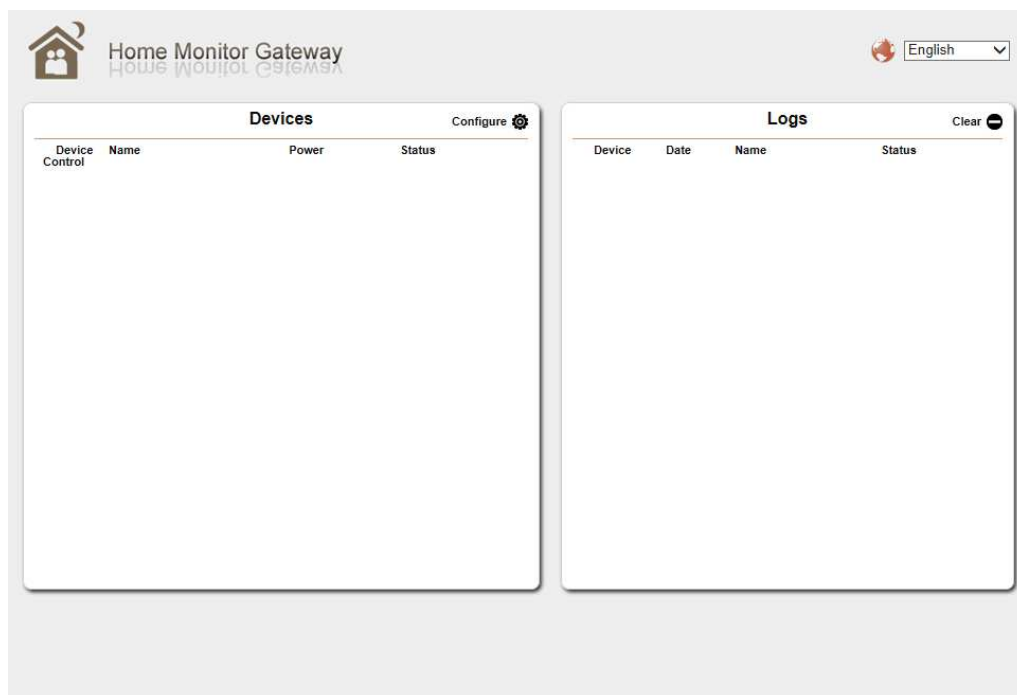 Home Monitor Gateway
English
Devices
Configure
Device Control
Name
Power
Status
Logs
Clear
Device
Date
Name
Status